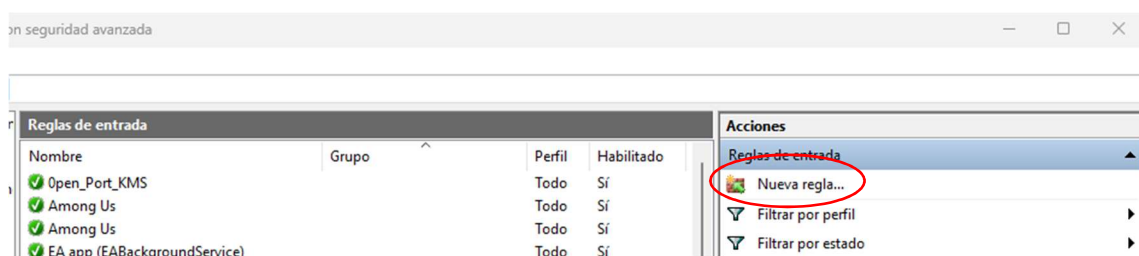 on seguridad avanzada
Reglas de entrada
Nombre Grupo Perfil Habilitado
0pen_Port_KMS Todo Sí
Among Us Todo Sí
Among Us Todo Sí
EA app (EABackgroundService) Todo Sí
Acciones
Reglas de entrada
Nueva regla...
Filtrar por perfil
Filtrar por estado